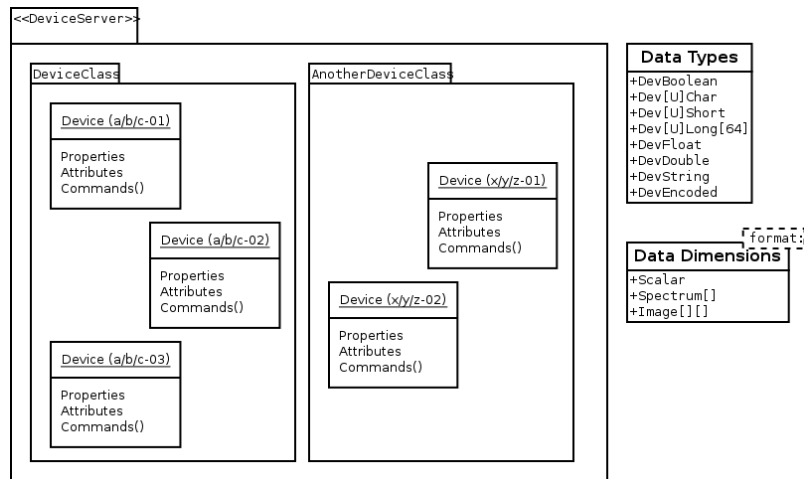 <<DeviceServer>>
DeviceClass
Device (a/b/c-01)
Properties
Attributes
Commands()
Device (a/b/c-02)
Properties
Attributes
Commands()
Device (a/b/c-03)
Properties
Attributes
Commands()
AnotherDeviceClass
Device (x/y/z-01)
Properties
Attributes
Commands()
Device (x/y/z-02)
Properties
Attributes
Commands()
Data Types
+DevBoolean
+Dev[U]Char
+Dev[U]Short
+Dev[U]Long[64]
+DevFloat
+DevDouble
+DevString
+DevEncoded
format:
Data Dimensions
+Scalar
+Spectrum[]
+Image[][]